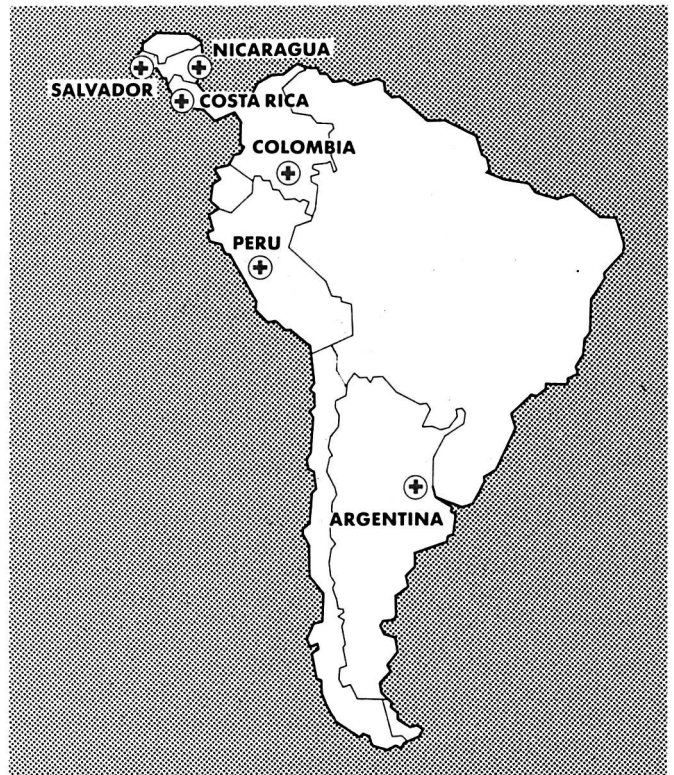 NICARAGUA
SALVADOR
COSTA RICA
COLOMBIA
PERU
ARGENTINA